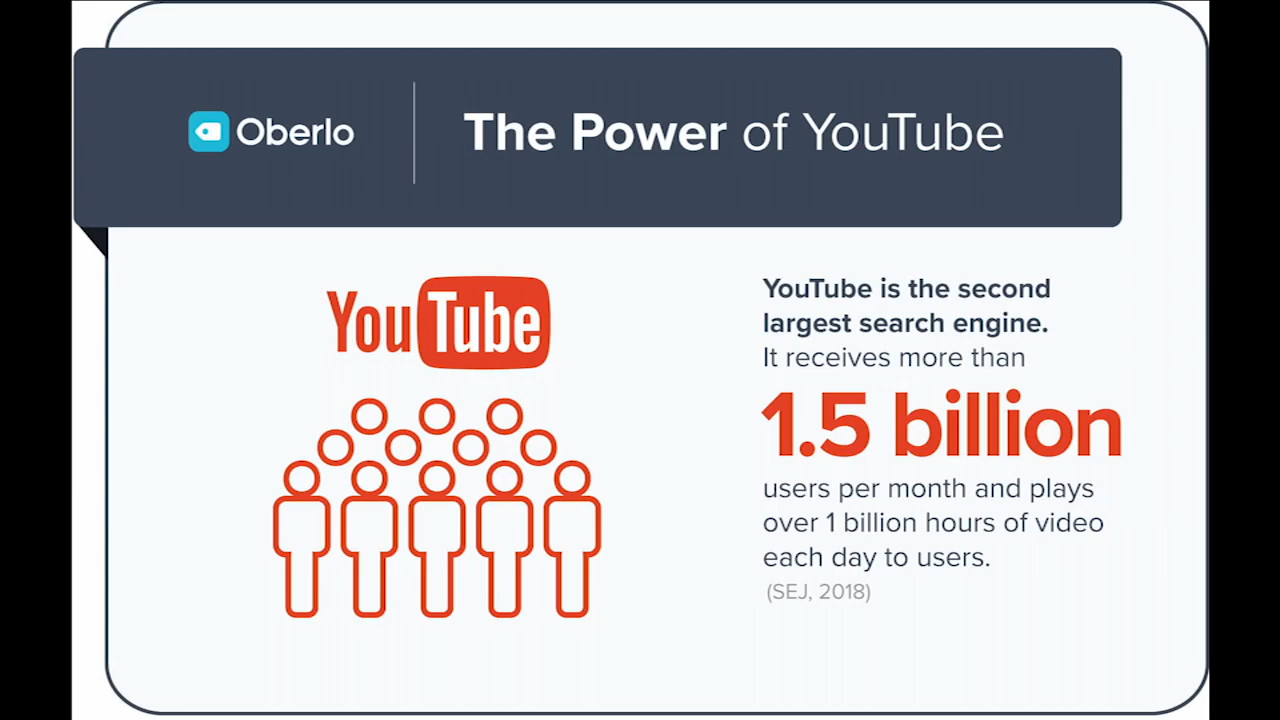 Oberlo
The Power of YouTube
YouTube
YouTube is the second
largest search engine.
It receives more than
1.5 billion
users per month and plays
over 1 billion hours of video
each day to users.
(SEJ, 2018)